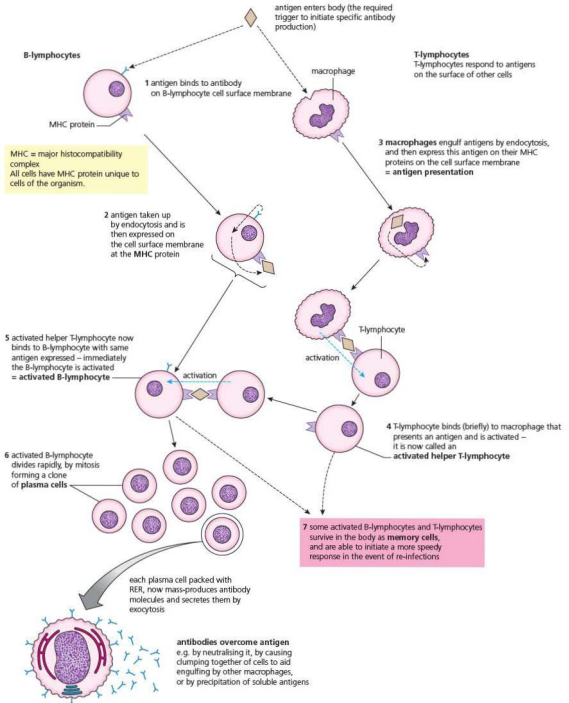 antigen enters body (the required
trigger to initiate specific antibody
production)
B-lymphocytes
T-lymphocytes
T-lymphocytes respond to antigens
on the surface of other cells
macrophage
1 antigen binds to antibody
on B-lymphocyte cell surface membrane
MHC protein
3 macrophages engulf antigens by endocytosis,
and then express this antigen on their MHC
proteins on the cell surface membrane
= antigen presentation
MHC = major histocompatibility
complex
All cells have MHC protein unique to
cells of the organism.
2 antigen taken up
by endocytosis and is
then expressed on
the cell surface membrane
at the MHC protein
T-lymphocyte
activation
5 activated helper T-lymphocyte now
binds to B-lymphocyte with same
antigen expressed – immediately
the B-lymphocyte is activated
= activated B-lymphocyte
activation
4 T-lymphocyte binds (briefly) to macrophage that
presents an antigen and is activated –
it is now called an
activated helper T-lymphocyte
6 activated B-lymphocyte
divides rapidly, by mitosis
forming a clone
of plasma cells
7 some activated B-lymphocytes and T-lymphocytes
survive in the body as memory cells,
and are able to initiate a more speedy
response in the event of re-infections
each plasma cell packed with
RER, now mass-produces antibody
molecules and secretes them by
exocytosis
antibodies overcome antigen
e.g. by neutralising it, by causing
clumping together of cells to aid
engulfing by other macrophages,
or by precipitation of soluble antigens